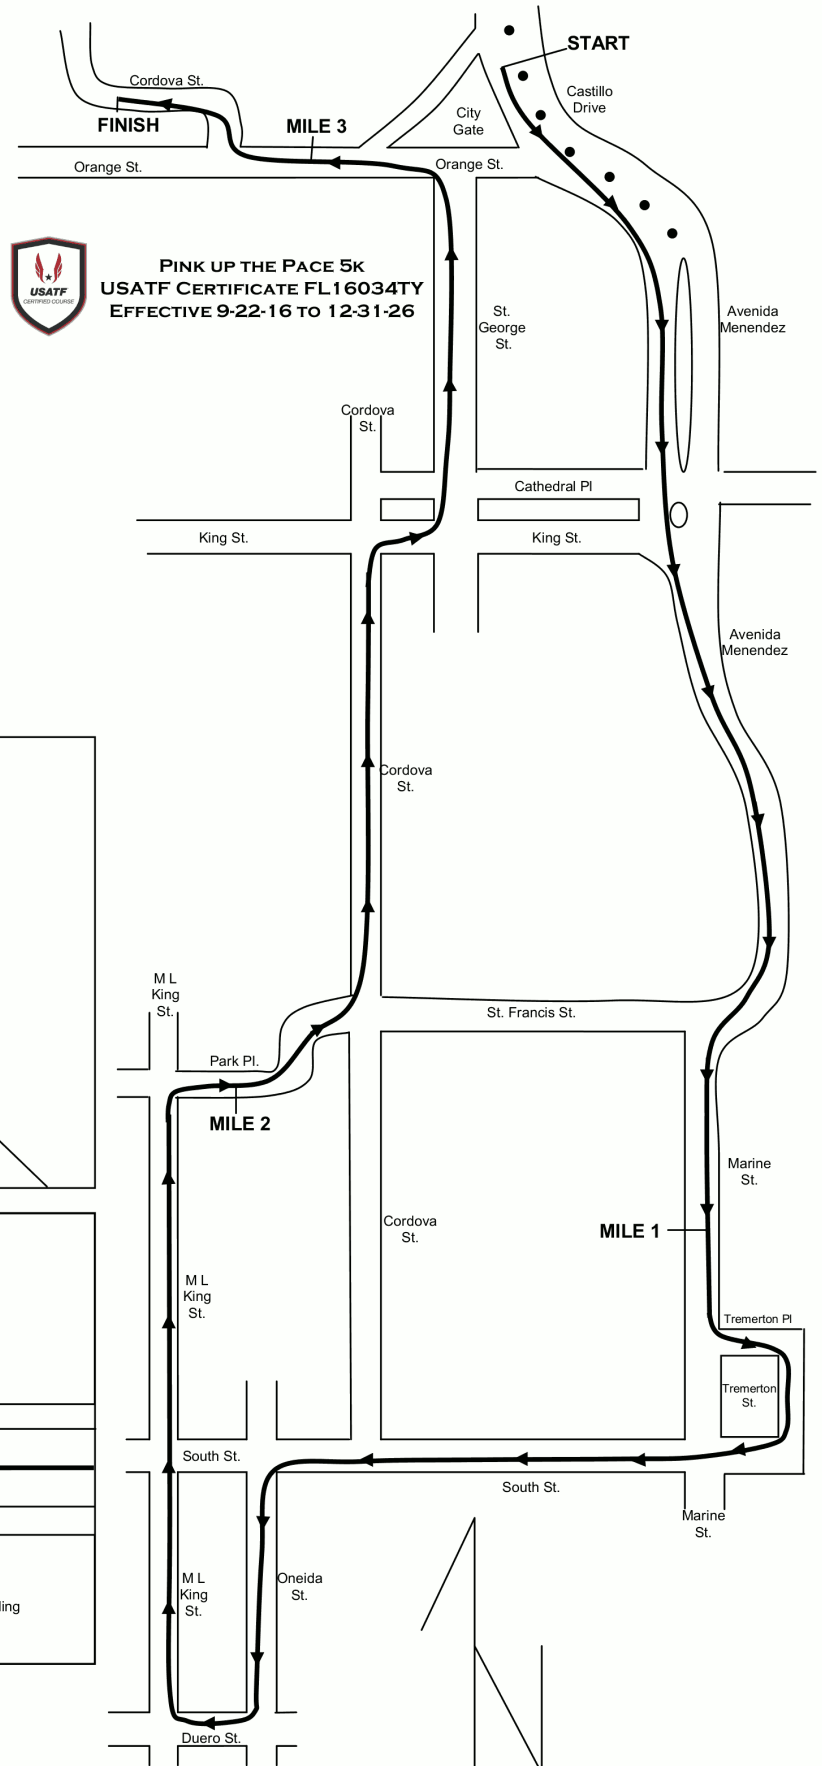 START
Cordova St.
Castillo
Drive
FINISH
MILE 3
City
Gate
Orange St.
Orange St.
PINK UP THE PACE 5K
USATF CERTIFICATE FL16034TY
EFFECTIVE 9-22-16 TO 12-31-26
USATF
CERTIFIED COURSE
St.
George
St.
Avenida
Menendez
Cordova
St.
Cathedral Pl
King St.
King St.
Avenida
Menendez
Cordova
St.
M L
King
St.
St. Francis St.
Park Pl.
MILE 2
Marine
St.
Cordova
St.
MILE 1
M L
King
St.
Tremerton Pl
Tremerton
St.
South St.
South St.
Marine
St.
M L
King
St.
Oneida
St.
ling
Duero St.